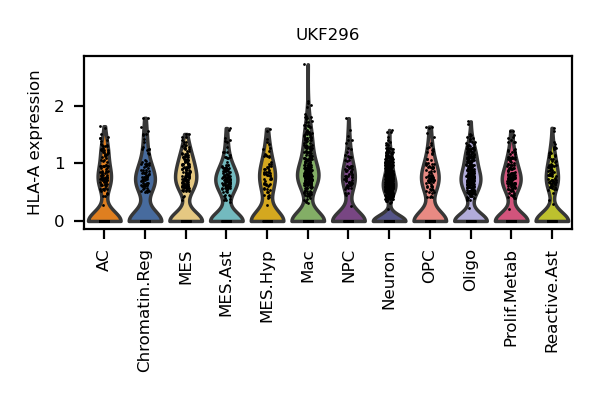 UKF296
HLA-A expression
2
1
0
AC
Chromatin.Reg
MES
MES.Ast
MES.Hyp
Mac
NPC
Neuron
OPC
Oligo
Prolif.Metab
Reactive.Ast